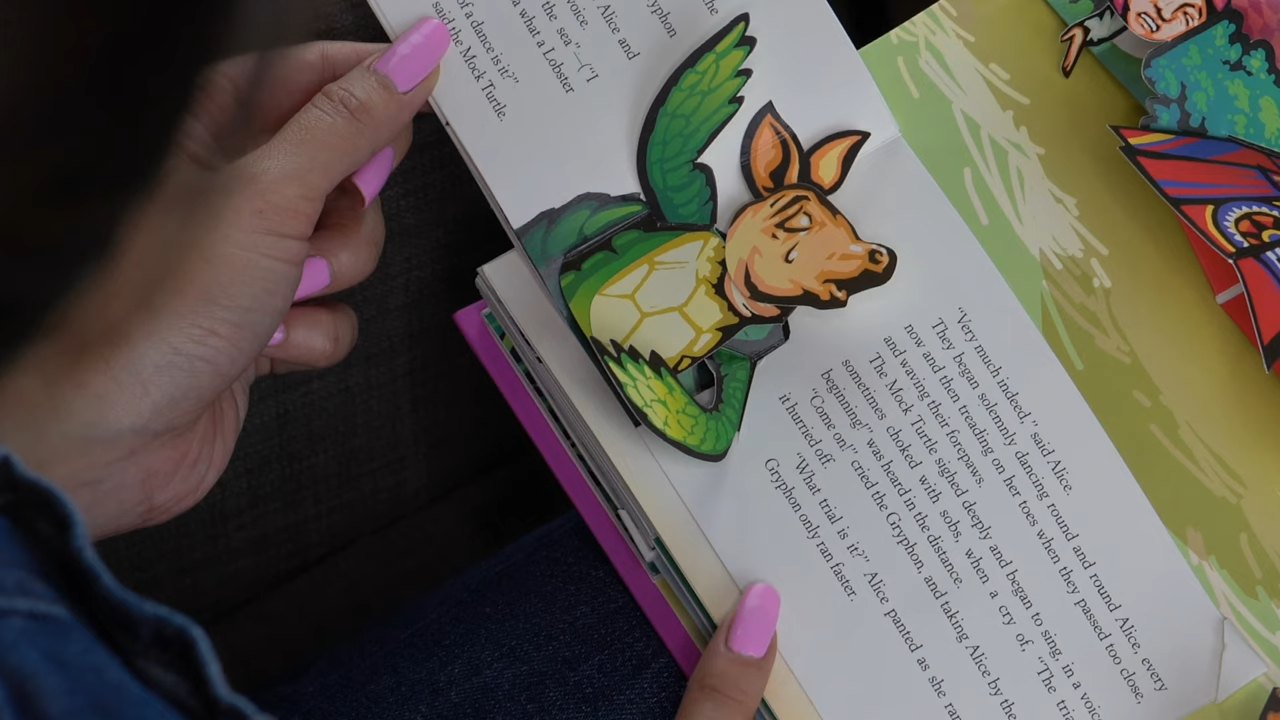 the
ryphon
, Alice and
voice.
the sea"—("I
a what a Lobster
of a dance is it?"
said the Mock Turtle.
"Very much indeed," said Alice.
They began solemnly dancing round and round Alice, every
now and then treading on her toes when they passed too close,
and waving their forepaws.
The Mock Turtle sighed deeply and began to sing, in a voic
sometimes choked with sobs, when a cry of, "The tria
beginning!" was heard in the distance.
"Come on!" cried the Gryphon, and taking Alice by the
it hurried off.
"What trial is it?" Alice panted as she ran
Gryphon only ran faster.